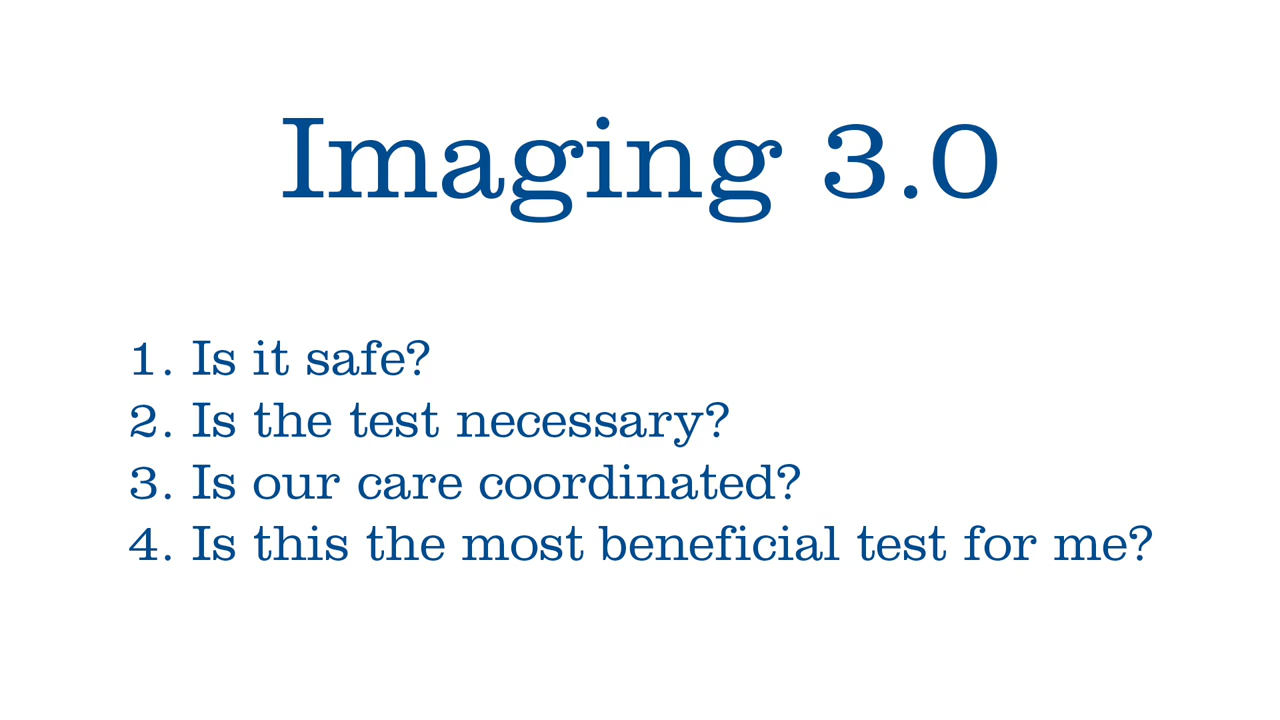 Imaging 3.0
1. Is it safe?
2. Is the test necessary?
3. Is our care coordinated?
4. Is this the most beneficial test for me?